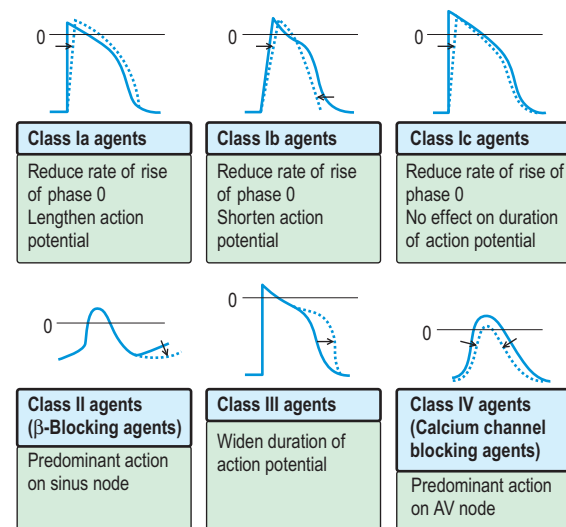 0
0
0
Class Ia agents
Reduce rate of rise
of phase 0
Lengthen action
potential
Class Ib agents
Reduce rate of rise
of phase 0
Shorten action
potential
Class Ic agents
Reduce rate of rise of
phase 0
No effect on duration
of action potential
0
0
0
Class II agents
(β-Blocking agents)
Predominant action
on sinus node
Class III agents
Widen duration of
action potential
Class IV agents
(Calcium channel
blocking agents)
Predominant action
on AV node